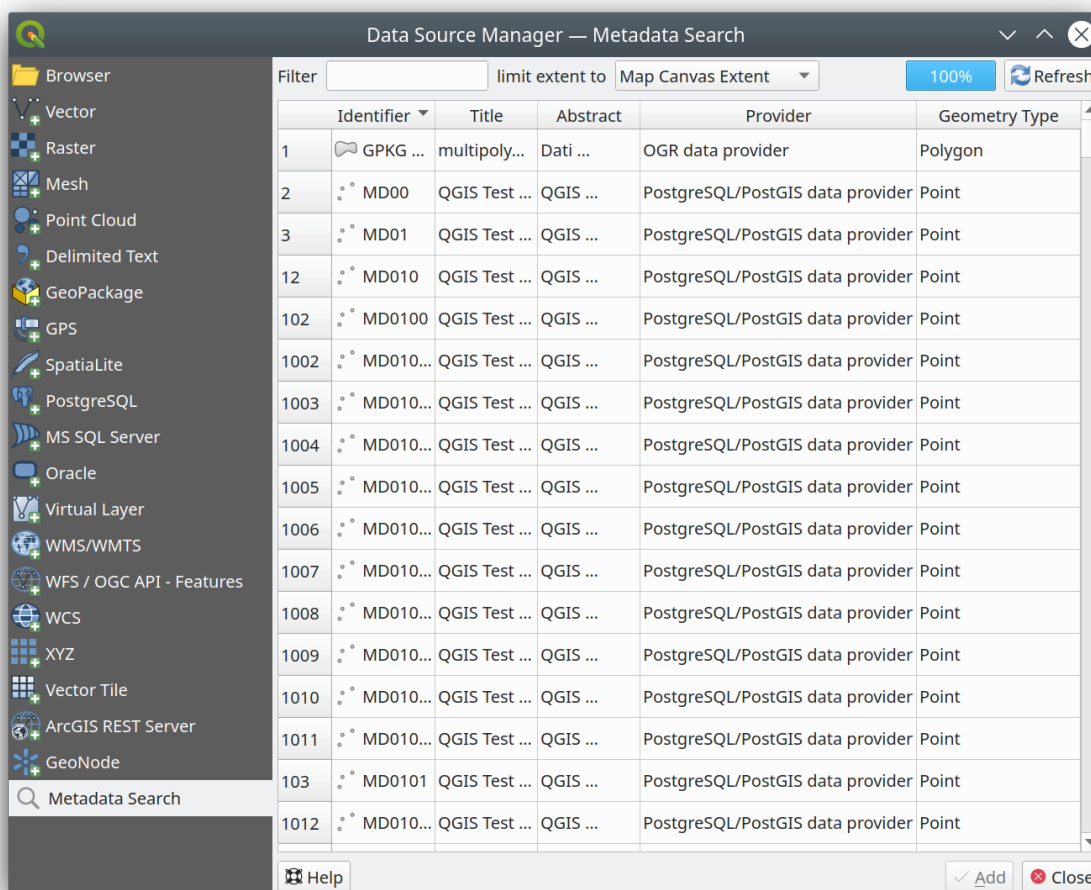 Data Source Manager — Metadata Search
Browser
Vector
Raster
Mesh
Point Cloud
Delimited Text
GeoPackage
GPS
SpatiaLite
PostgreSQL
MS SQL Server
Oracle
Virtual Layer
WMS/WMTS
WFS / OGC API - Features
WCS
XYZ
Vector Tile
ArcGIS REST Server
GeoNode
Metadata Search
Filter limit extent to Map Canvas Extent 100% Refresh
Identifier Title Abstract Provider Geometry Type
1 GPKG ... multipoly... Dati ... OGR data provider Polygon
2 MD00 QGIS Test ... QGIS ... PostgreSQL/PostGIS data provider Point
3 MD01 QGIS Test ... QGIS ... PostgreSQL/PostGIS data provider Point
12 MD010 QGIS Test ... QGIS ... PostgreSQL/PostGIS data provider Point
102 MD0100 QGIS Test ... QGIS ... PostgreSQL/PostGIS data provider Point
1002 MD010... QGIS Test ... QGIS ... PostgreSQL/PostGIS data provider Point
1003 MD010... QGIS Test ... QGIS ... PostgreSQL/PostGIS data provider Point
1004 MD010... QGIS Test ... QGIS ... PostgreSQL/PostGIS data provider Point
1005 MD010... QGIS Test ... QGIS ... PostgreSQL/PostGIS data provider Point
1006 MD010... QGIS Test ... QGIS ... PostgreSQL/PostGIS data provider Point
1007 MD010... QGIS Test ... QGIS ... PostgreSQL/PostGIS data provider Point
1008 MD010... QGIS Test ... QGIS ... PostgreSQL/PostGIS data provider Point
1009 MD010... QGIS Test ... QGIS ... PostgreSQL/PostGIS data provider Point
1010 MD010... QGIS Test ... QGIS ... PostgreSQL/PostGIS data provider Point
1011 MD010... QGIS Test ... QGIS ... PostgreSQL/PostGIS data provider Point
103 MD0101 QGIS Test ... QGIS ... PostgreSQL/PostGIS data provider Point
1012 MD010... QGIS Test ... QGIS ... PostgreSQL/PostGIS data provider Point
Help Add Close